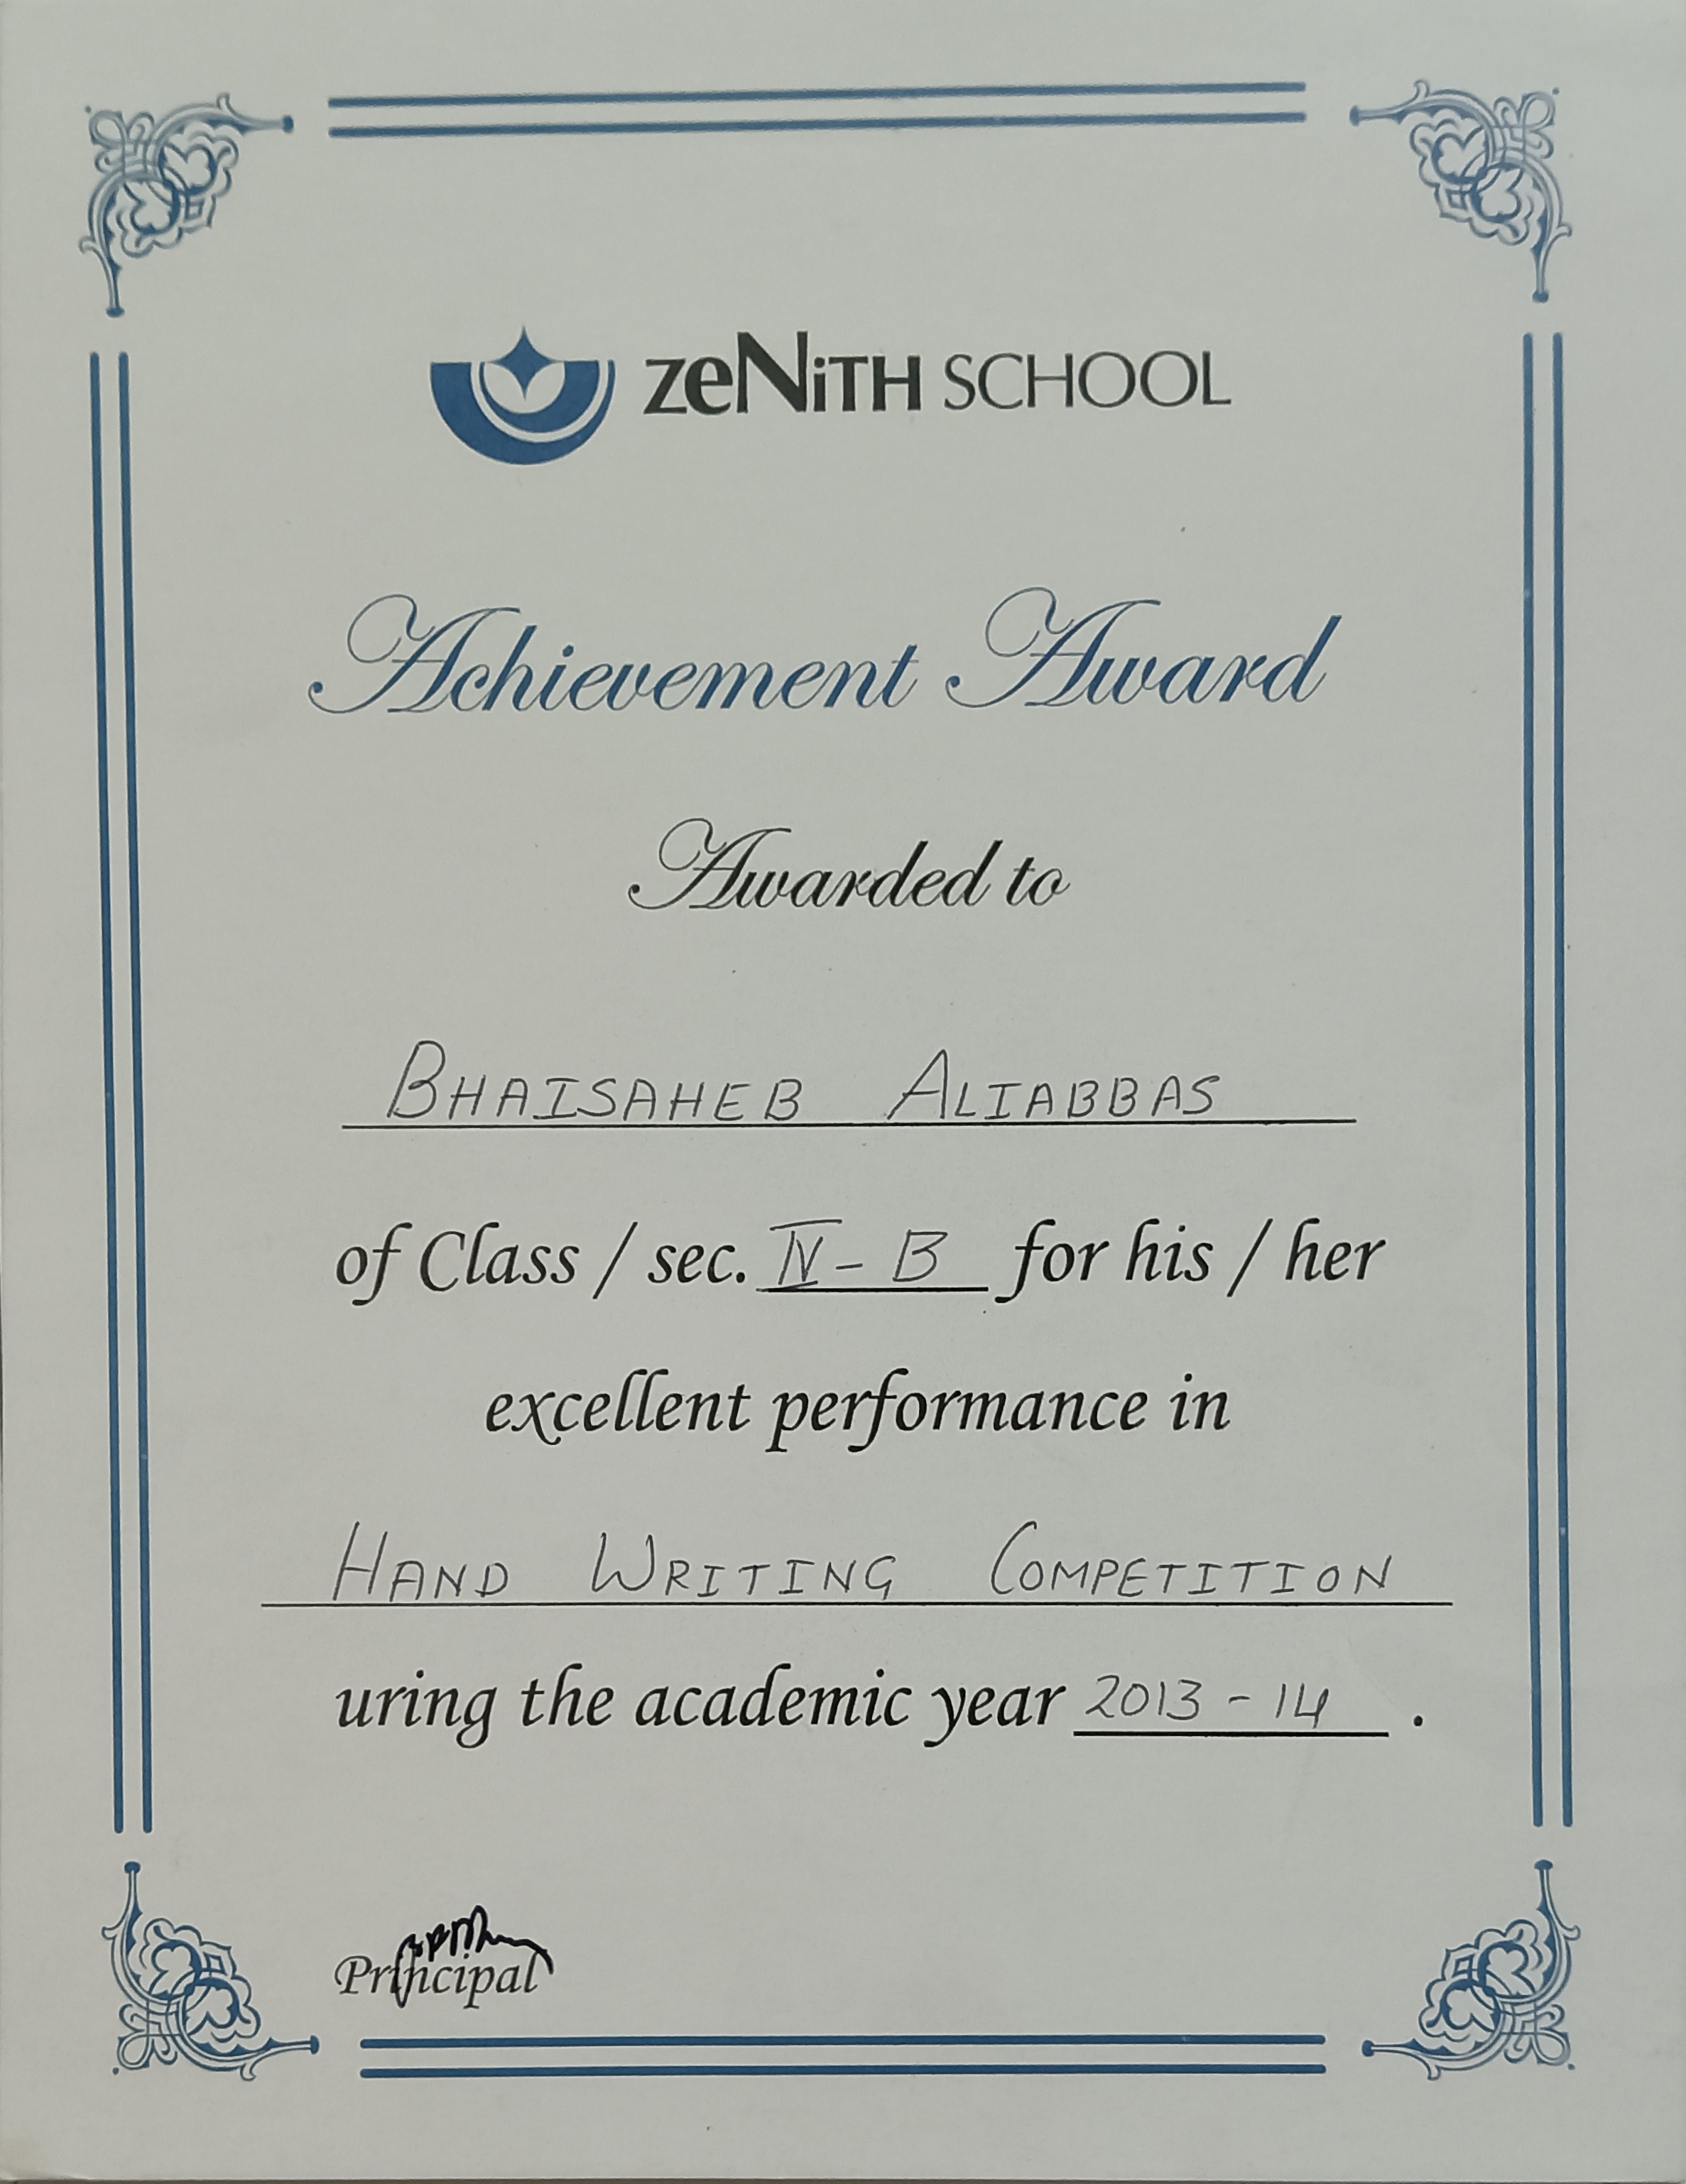 zeNiTH SCHOOL
Achievement Award
Awarded to
BHAISAHEB ALIABBAS
of Class / sec. IV - B for his / her
excellent performance in
HAND WRITING COMPETITION
uring the academic year 2013 - 14 .
Principal